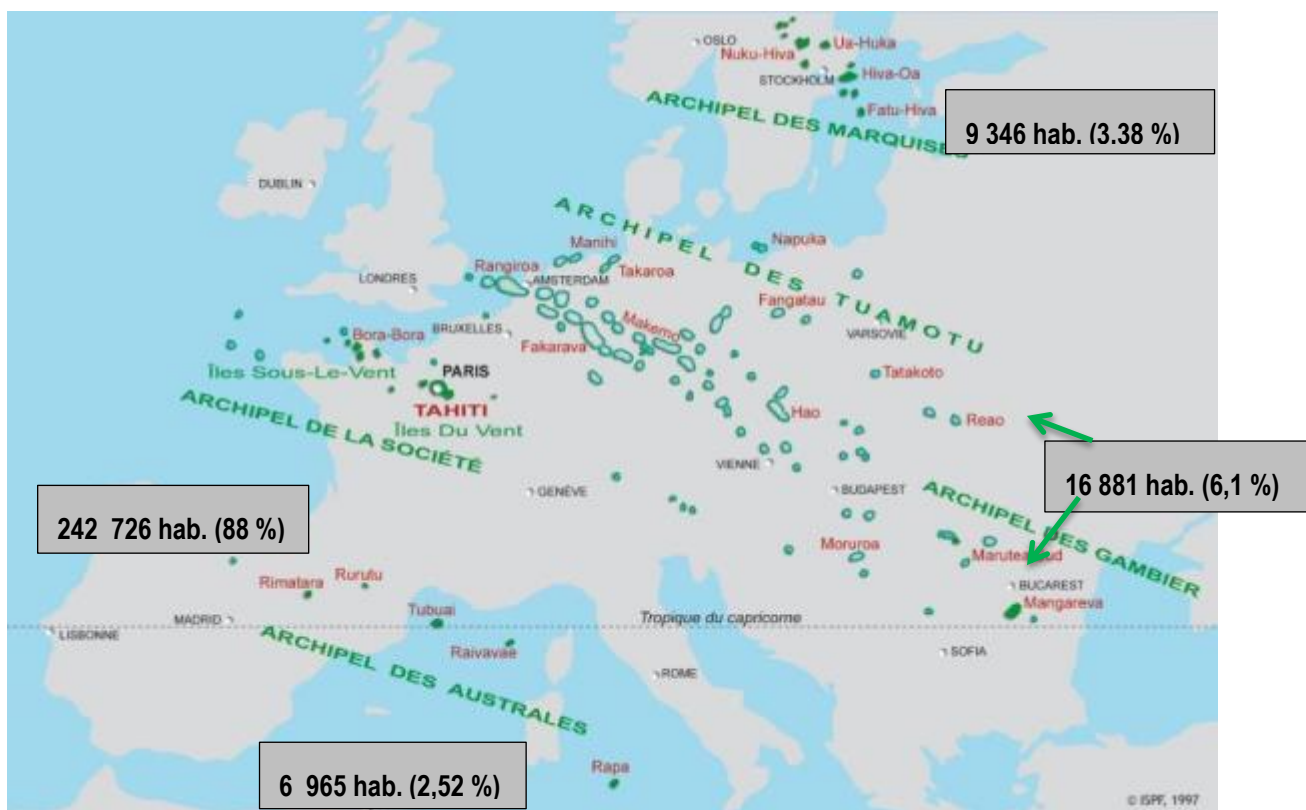 OSLO
Ua-Huka
Nuku-Hiva
STOCKHOLM
Hiva-Oa
ARCHIPEL DES MARQUISES
Fatu-Hiva
9 346 hab. (3.38 %)
DUBLIN
ARCHIPEL DES TUAMOTU
Napuka
Manihi
Rangiroa
Takaroa
LONDRES
AMSTERDAM
Fangatau
Bora-Bora
BRUXELLES
Makemo
VARSOVIE
Fakarava
Îles Sous-Le-Vent
PARIS
Tatakoto
TAHITI
Îles Du Vent
Hao
Reao
ARCHIPEL DE LA SOCIÉTÉ
VIENNE
GENÈVE
BUDAPEST
16 881 hab. (6,1 %)
ARCHIPEL DES GAMBIER
242 726 hab. (88 %)
Moruroa
Rimatara
Rurutu
BUCAREST
Mangareva
Tubuai
MADRID
Tropique du capricorne
LISBONNE
ARCHIPEL DES AUSTRALES
Raivavae
SOFIA
ROME
6 965 hab. (2,52 %)
Rapa
© ISPF, 1997